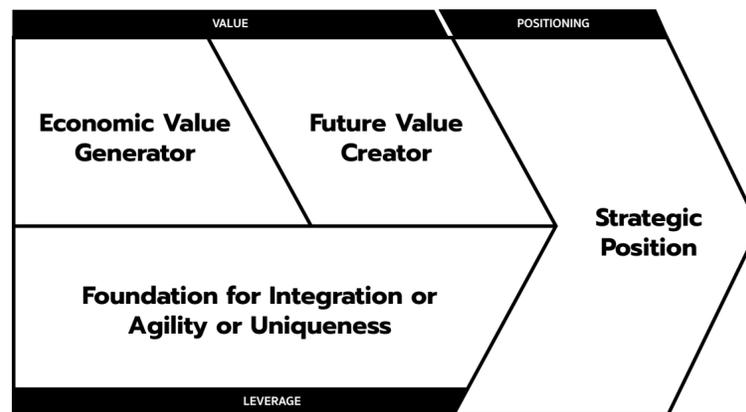 VALUE
POSITIONING
Economic Value
Generator
Future Value
Creator
Strategic
Position
Foundation for Integration or
Agility or Uniqueness
LEVERAGE